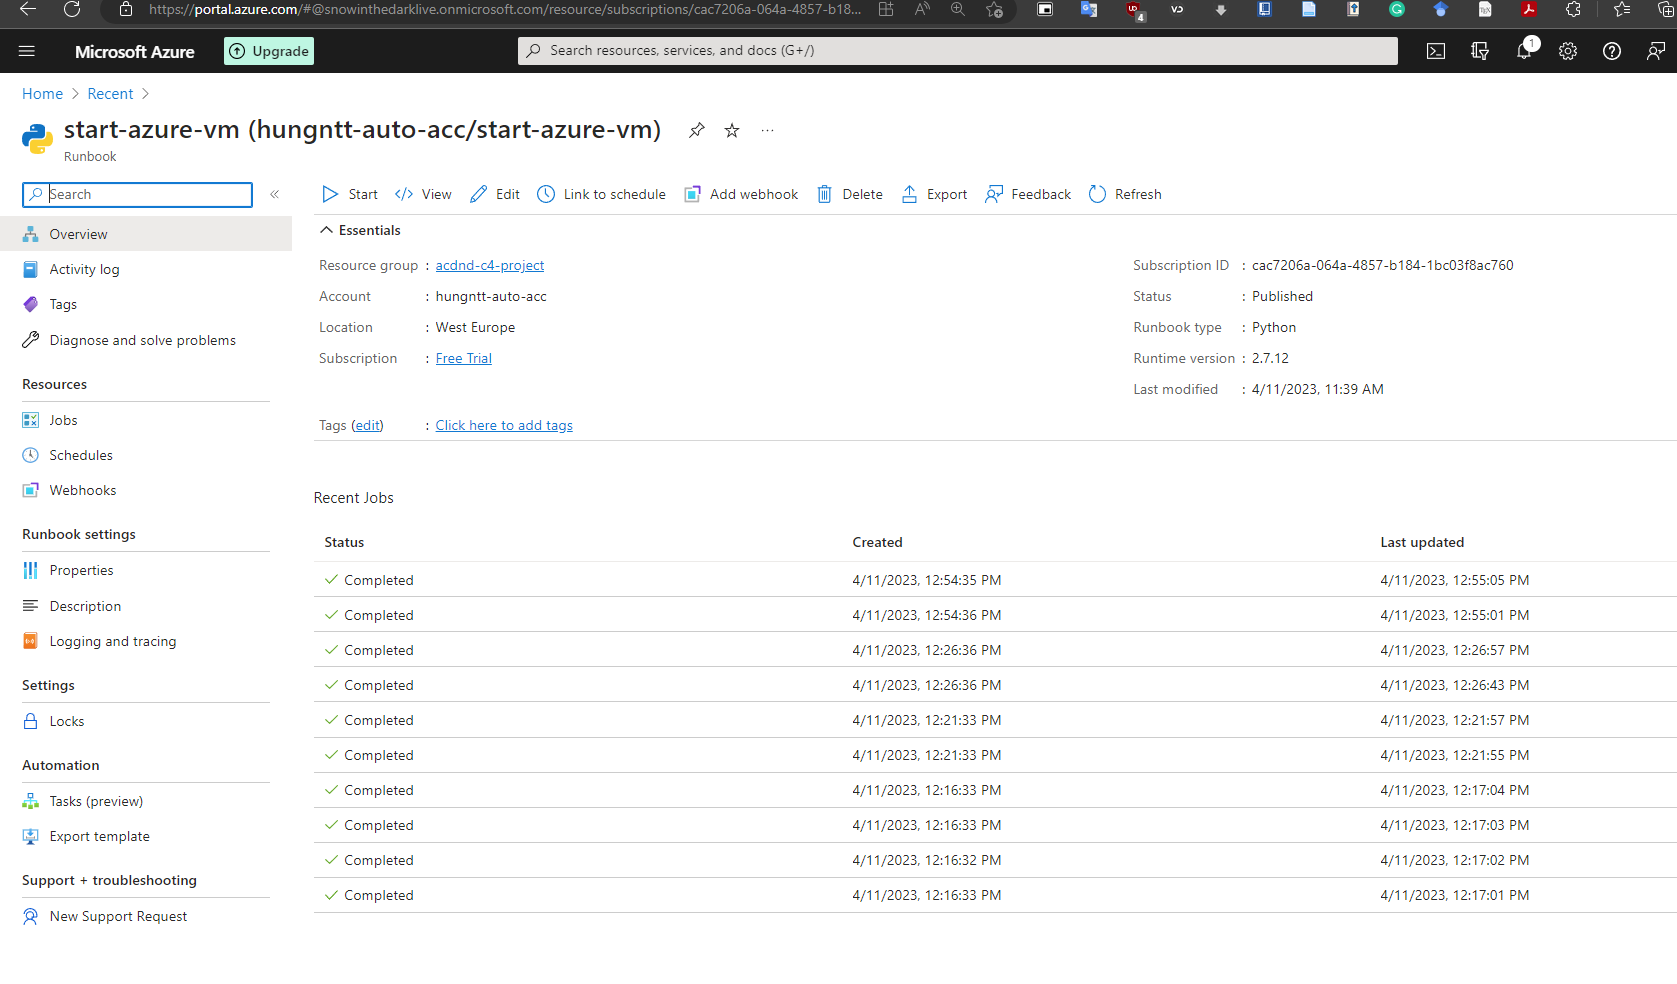 https://portal.azure.com/#@snowinthedarklive.onmicrosoft.com/resource/subscriptions/cac7206a-064a-4857-b18...
4
Microsoft Azure
Upgrade
Search resources, services, and docs (G+/)
1
Home > Recent >
start-azure-vm (hungntt-auto-acc/start-azure-vm)
...
Runbook
Search
«
Start
View
Edit
Link to schedule
Add webhook
Delete
Export
Feedback
Refresh
Overview
Activity log
Tags
Diagnose and solve problems
Resources
Jobs
Schedules
Webhooks
Runbook settings
Properties
Description
Logging and tracing
Settings
Locks
Automation
Tasks (preview)
Export template
Support + troubleshooting
New Support Request
Essentials
Resource group : acdnd-c4-project
Account : hungntt-auto-acc
Location : West Europe
Subscription : Free Trial
Subscription ID : cac7206a-064a-4857-b184-1bc03f8ac760
Status : Published
Runbook type : Python
Runtime version : 2.7.12
Last modified : 4/11/2023, 11:39 AM
Tags (edit) : Click here to add tags
Recent Jobs
Status Created Last updated
Completed 4/11/2023, 12:54:35 PM 4/11/2023, 12:55:05 PM
Completed 4/11/2023, 12:54:36 PM 4/11/2023, 12:55:01 PM
Completed 4/11/2023, 12:26:36 PM 4/11/2023, 12:26:57 PM
Completed 4/11/2023, 12:26:36 PM 4/11/2023, 12:26:43 PM
Completed 4/11/2023, 12:21:33 PM 4/11/2023, 12:21:57 PM
Completed 4/11/2023, 12:21:33 PM 4/11/2023, 12:21:55 PM
Completed 4/11/2023, 12:16:33 PM 4/11/2023, 12:17:04 PM
Completed 4/11/2023, 12:16:33 PM 4/11/2023, 12:17:03 PM
Completed 4/11/2023, 12:16:32 PM 4/11/2023, 12:17:02 PM
Completed 4/11/2023, 12:16:33 PM 4/11/2023, 12:17:01 PM